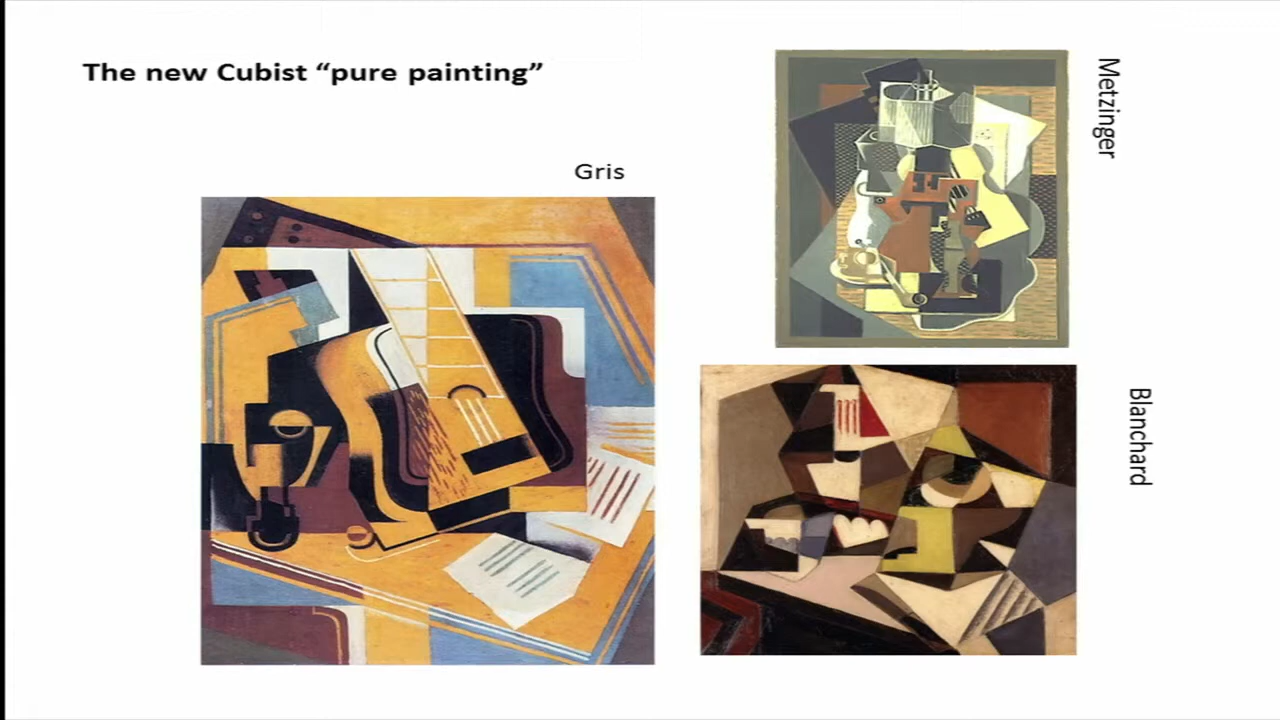 The new Cubist “pure painting”
Gris
Metzinger
Blanchard